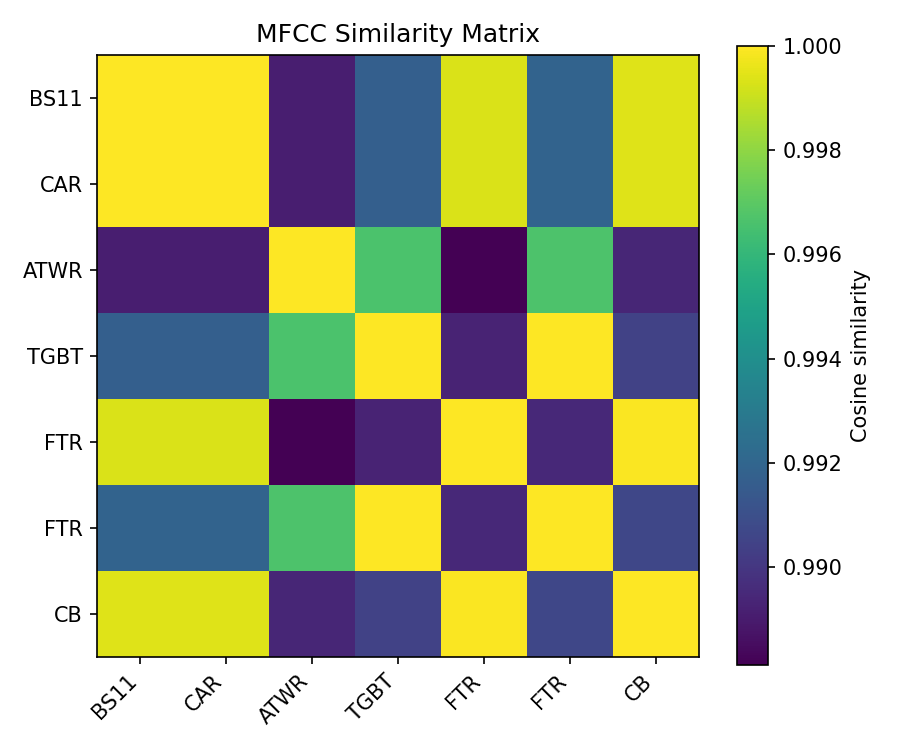 MFCC Similarity Matrix
BS11
CAR
ATWR
TGBT
FTR
FTR
CB
BS11
CAR
ATWR
TGBT
FTR
FTR
CB
1.000
0.998
0.996
0.994
0.992
0.990
Cosine similarity